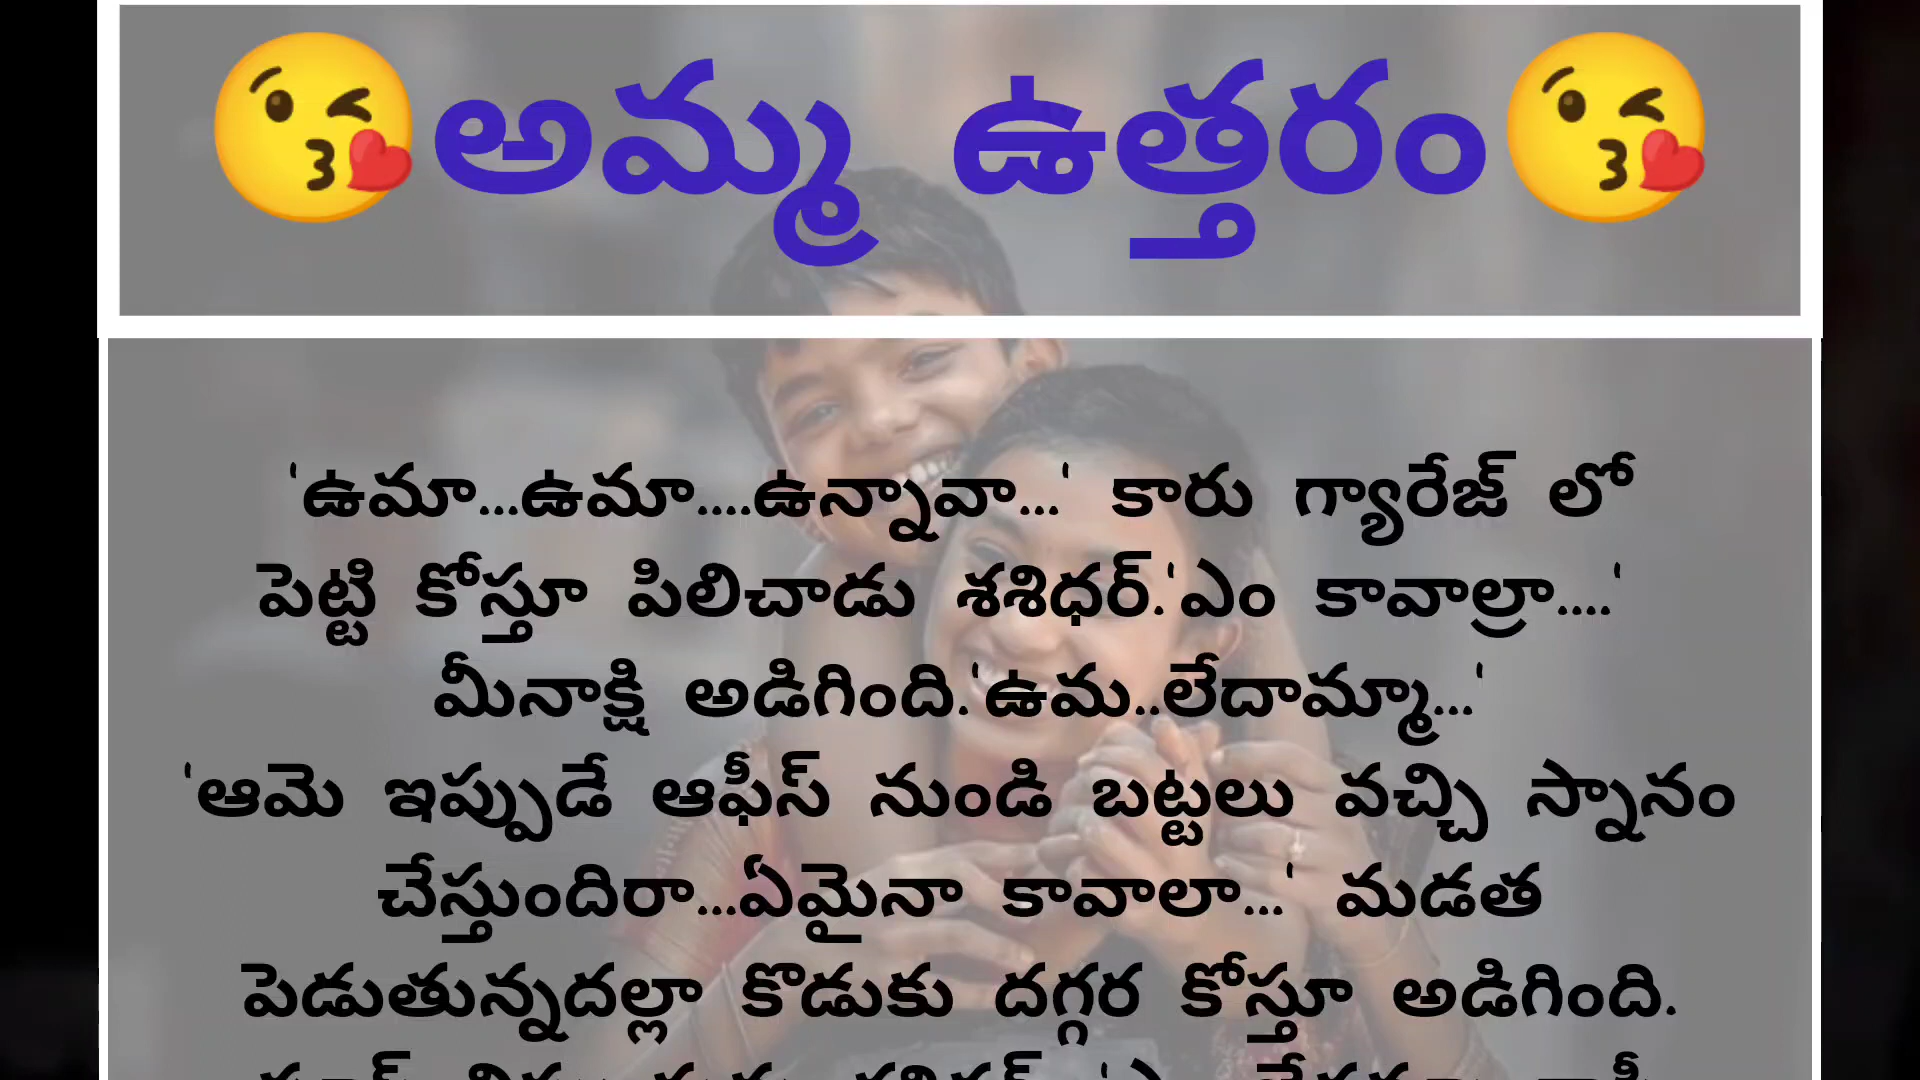 😘అమ్మ ఉత్తరం😘
'ఉమా...ఉమా....ఉన్నావా...' కారు గ్యారేజ్ లో
పెట్టి కోస్తూ పిలిచాడు శశిధర్.'ఎం కావాల్రా....'
మీనాక్షి అడిగింది.'ఉమ..లేదామ్మా...'
'ఆమె ఇప్పుడే ఆఫీస్ నుండి బట్టలు వచ్చి స్నానం
చేస్తుందిరా...ఏమైనా కావాలా...' మడత
పెడుతున్నదల్లా కొడుకు దగ్గర కోస్తూ అడిగింది.